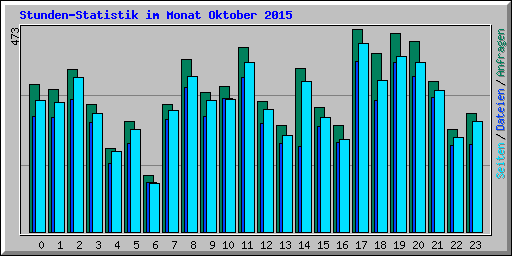 Stunden-Statistik im Monat Oktober 2015
473
Seiten / Dateien / Anfragen
0 1 2 3 4 5 6 7 8 9 10 11 12 13 14 15 16 17 18 19 20 21 22 23